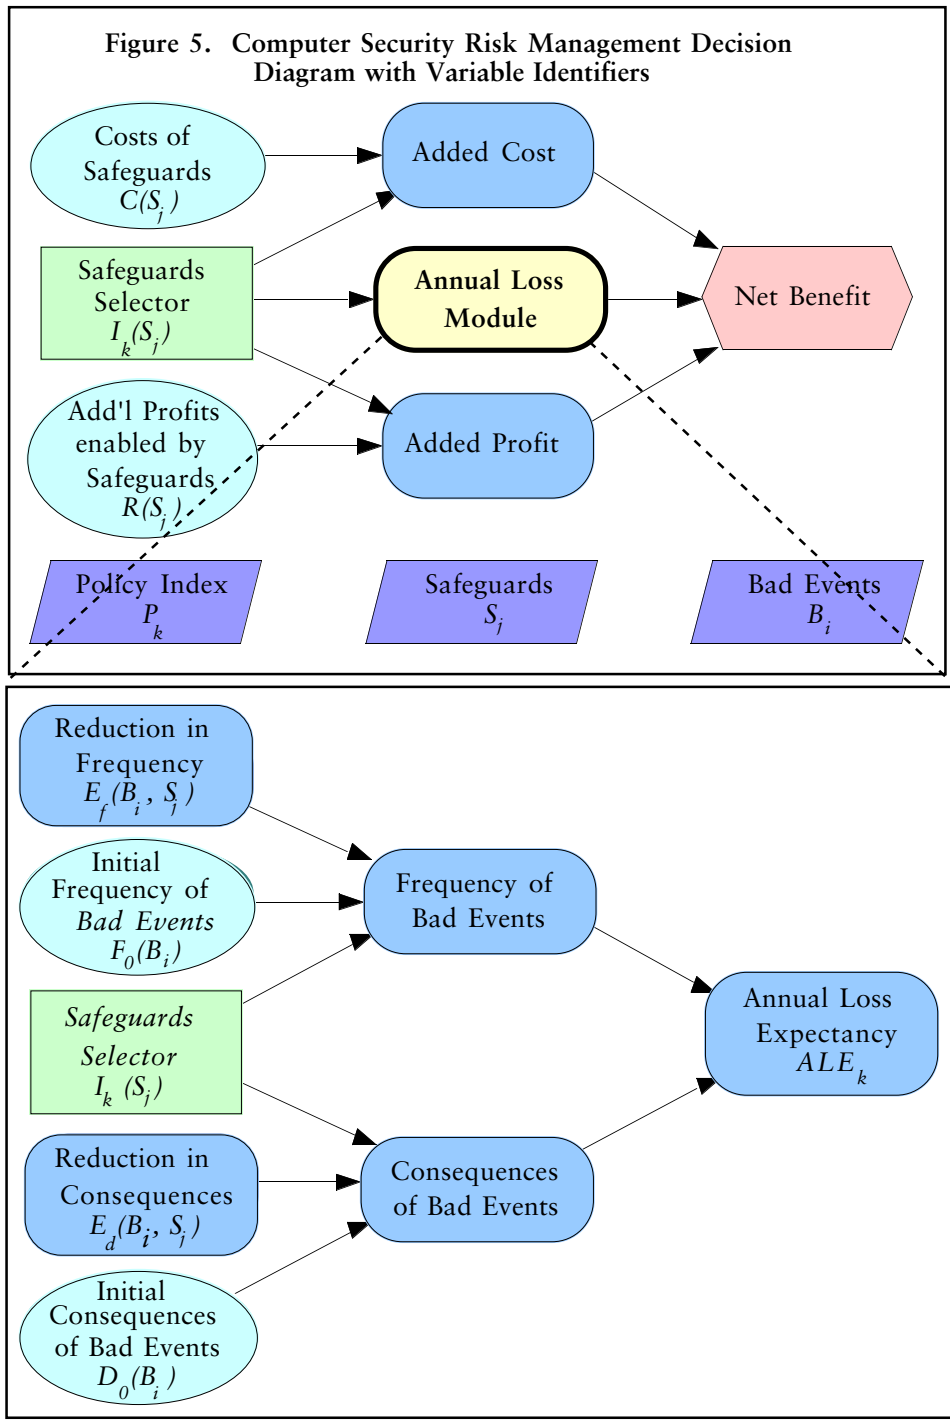 Figure 5. Computer Security Risk Management Decision
Diagram with Variable Identifiers
Costs of
Safeguards
C(Sj)
Added Cost
Safeguards
Selector
Ik(Sj)
Annual Loss
Module
Net Benefit
Add'l Profits
enabled by
Safeguards
R(Sj)
Added Profit
Policy Index
Pk
Safeguards
Sj
Bad Events
Bi
Reduction in
Frequency
Ef(Bi, Sj)
Initial
Frequency of
Bad Events
F0(Bi)
Frequency of
Bad Events
Safeguards
Selector
Ik (Sj)
Annual Loss
Expectancy
ALEk
Reduction in
Consequences
Ed(Bi, Sj)
Consequences
of Bad Events
Initial
Consequences
of Bad Events
D0(Bi)